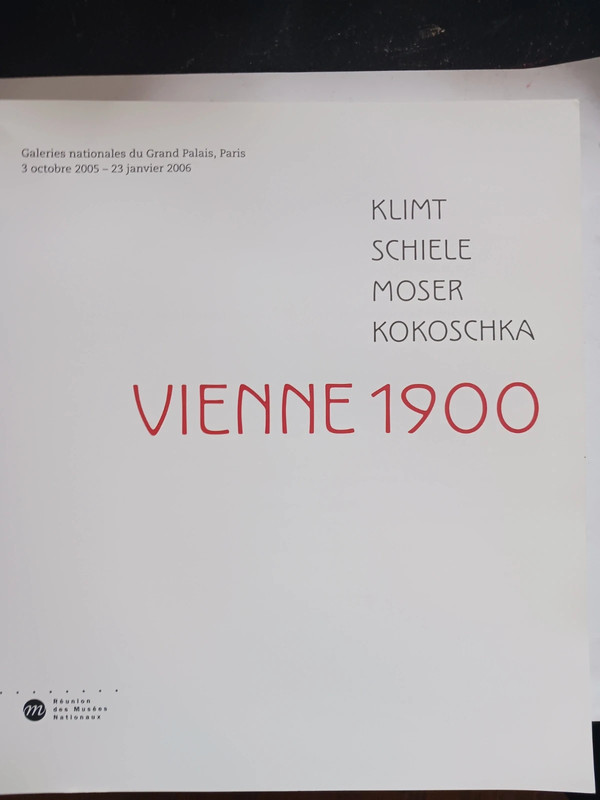 Galeries nationales du Grand Palais, Paris
3 octobre 2005 – 23 janvier 2006
KLIMT
SCHIELE
MOSER
KOKOSCHKA
VIENNE 1900
m
Réunion
des Musées
Nationaux